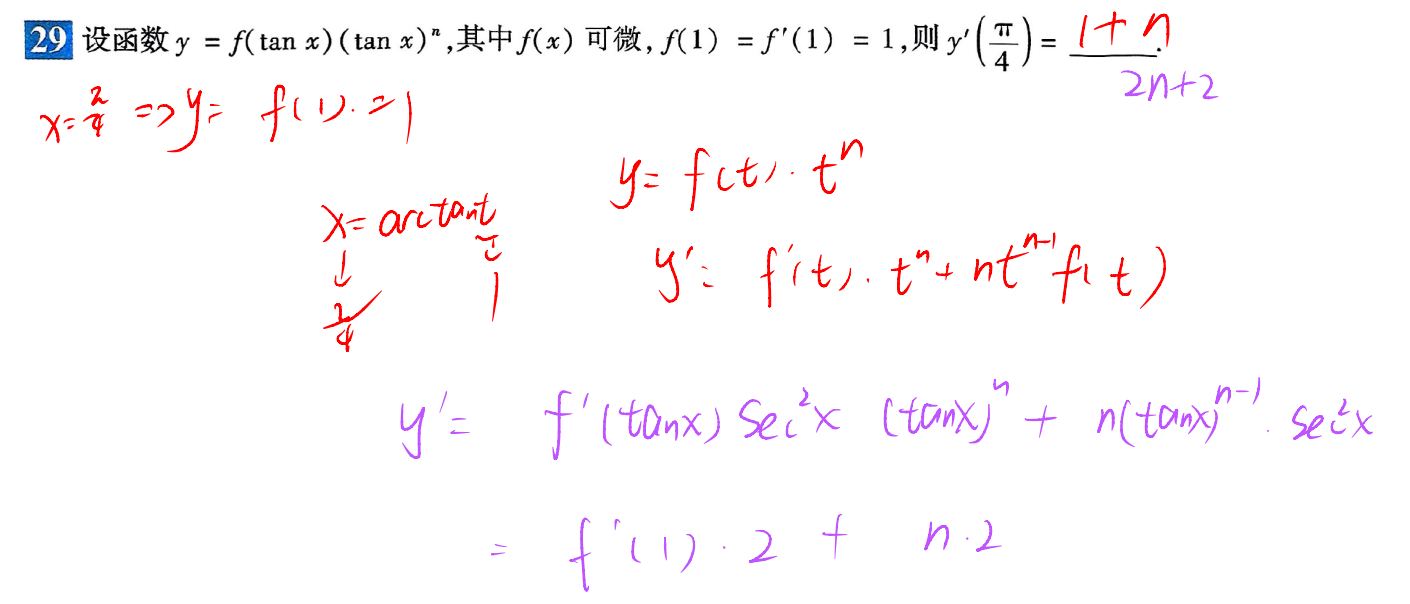 29 设函数 y = f(tan x)(tan x)ⁿ,其中 f(x) 可微, f(1) = f′(1) = 1,则 y′(π/4) = 1+n.
2n+2
x=π/4 => y= f(1). =1
y= f(t). tⁿ
x= arctant
↓
π/4
1
y′= f′(t). tⁿ + ntⁿ⁻¹ f(t)
y′= f′(tanx) sec²x (tanx)ⁿ + n(tanx)ⁿ⁻¹. sec²x
= f′(1). 2 + n.2